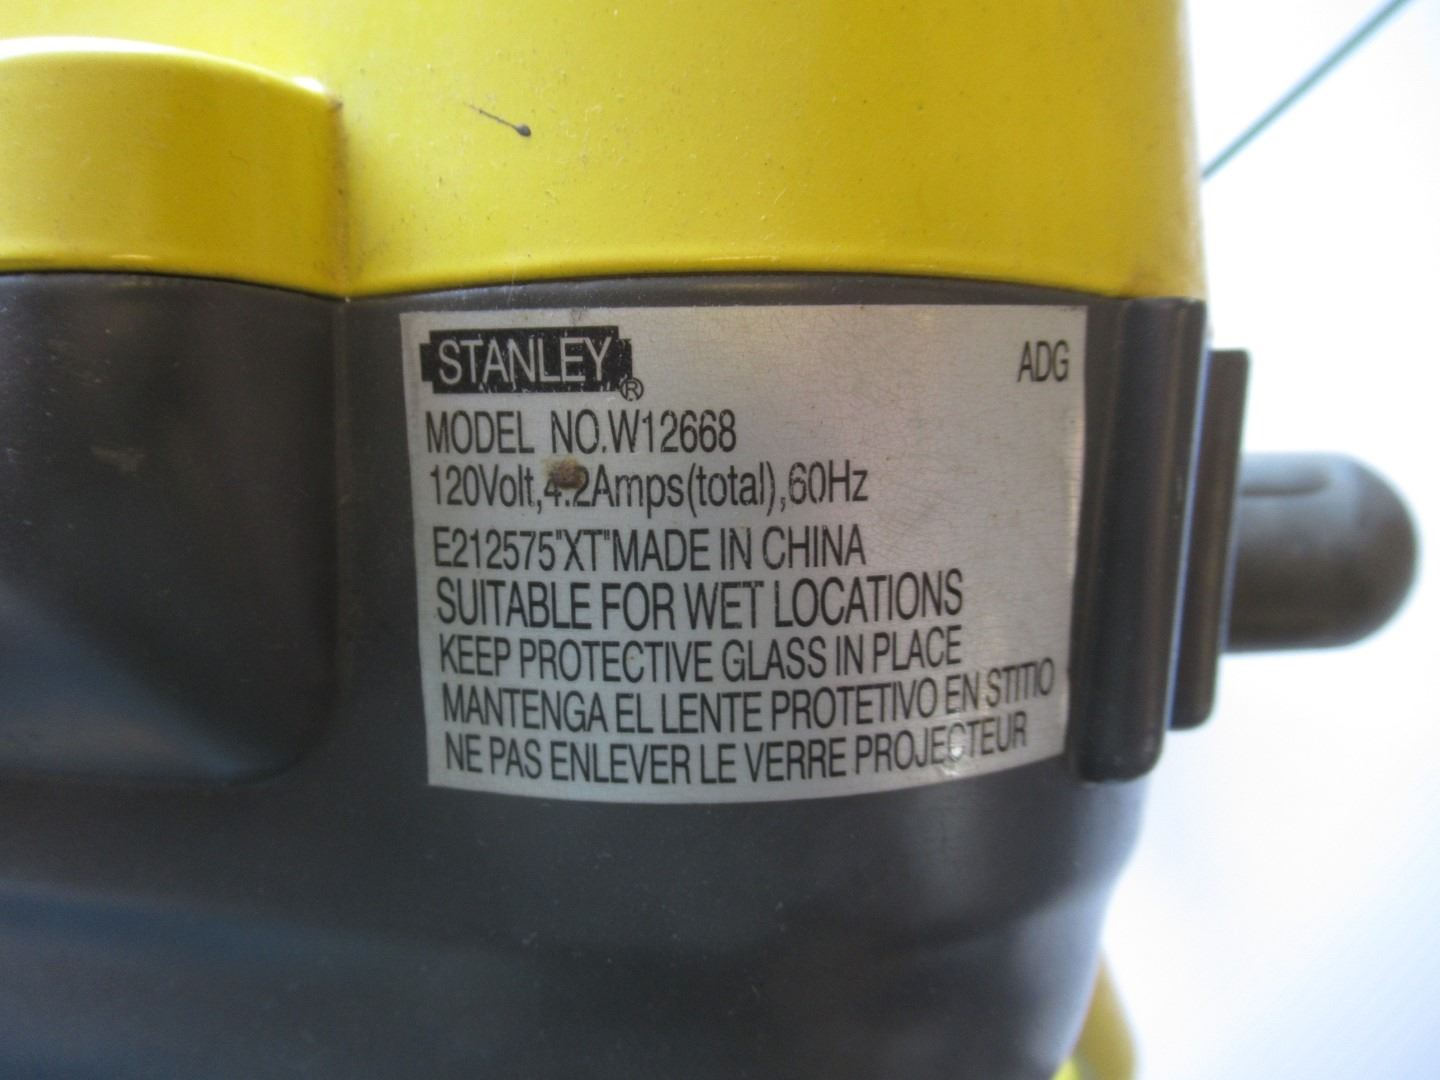 STANLEY® ADG
MODEL NO.W12668
120Volt,4.2Amps(total),60Hz
E212575"XT"MADE IN CHINA
SUITABLE FOR WET LOCATIONS
KEEP PROTECTIVE GLASS IN PLACE
MANTENGA EL LENTE PROTETIVO EN STITIO
NE PAS ENLEVER LE VERRE PROJECTEUR